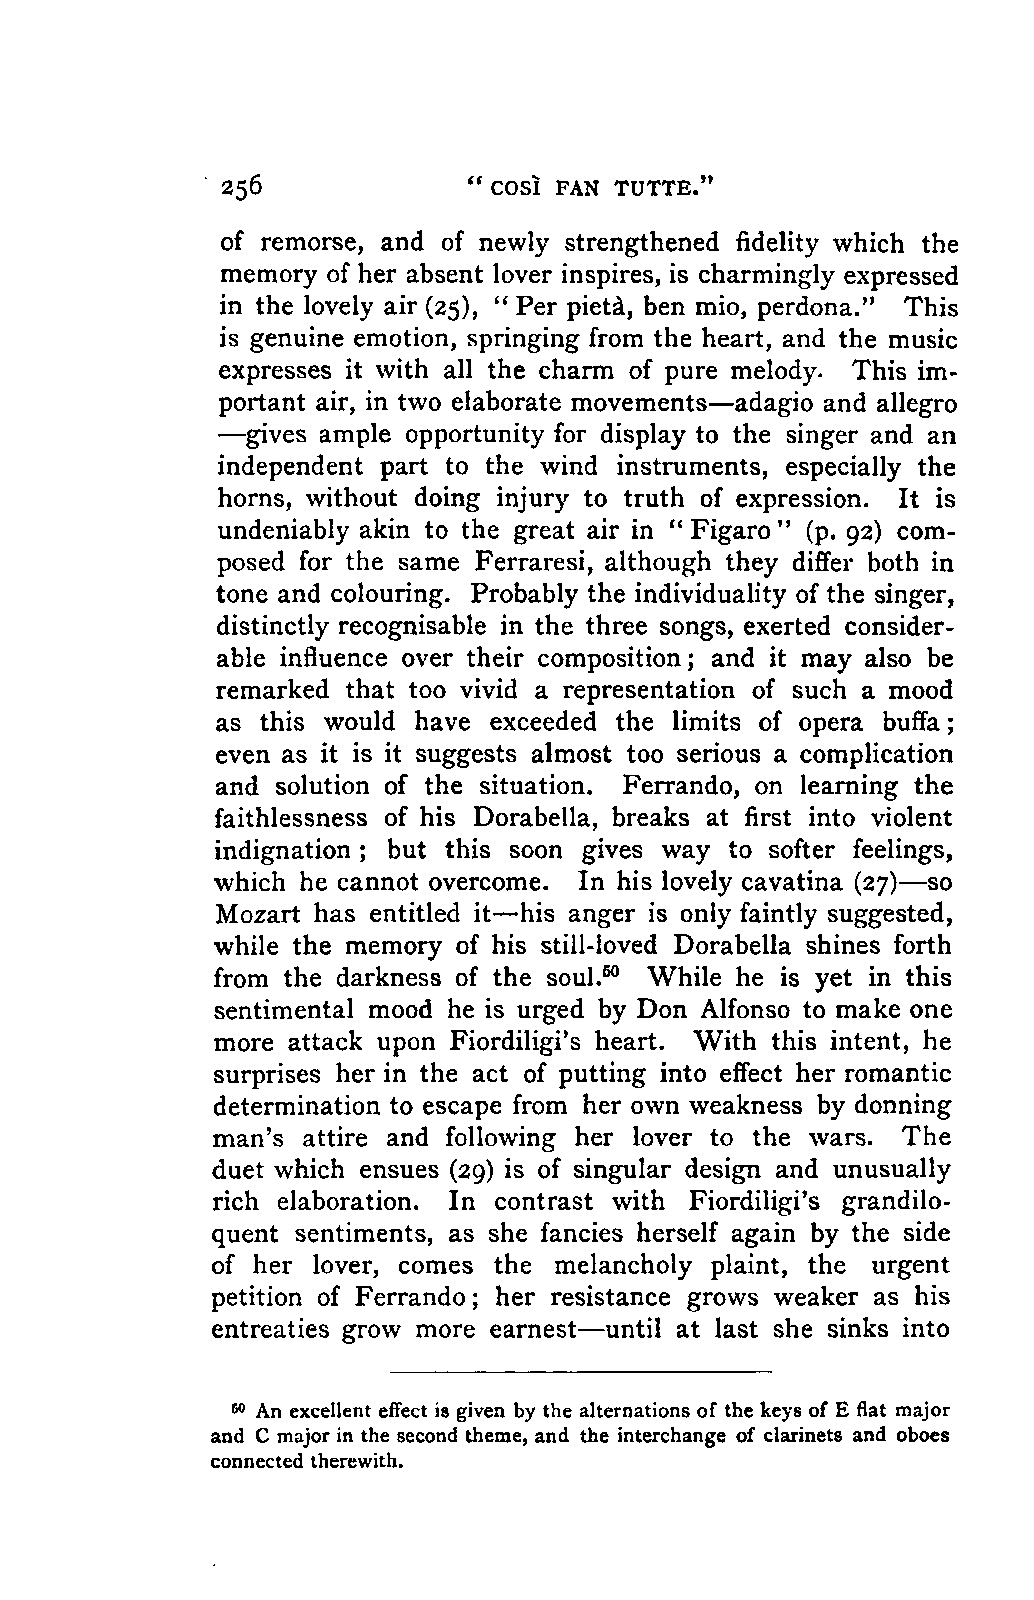 256 " COSÌ FAN TUTTE."
of remorse, and of newly strengthened fidelity which the
memory of her absent lover inspires, is charmingly expressed
in the lovely air (25), " Per pietà, ben mio, perdona." This
is genuine emotion, springing from the heart, and the music
expresses it with all the charm of pure melody. This im-
portant air, in two elaborate movements—adagio and allegro
—gives ample opportunity for display to the singer and an
independent part to the wind instruments, especially the
horns, without doing injury to truth of expression. It is
undeniably akin to the great air in " Figaro " (p. 92) com-
posed for the same Ferraresi, although they differ both in
tone and colouring. Probably the individuality of the singer,
distinctly recognisable in the three songs, exerted consider-
able influence over their composition; and it may also be
remarked that too vivid a representation of such a mood
as this would have exceeded the limits of opera buffa;
even as it is it suggests almost too serious a complication
and solution of the situation. Ferrando, on learning the
faithlessness of his Dorabella, breaks at first into violent
indignation ; but this soon gives way to softer feelings,
which he cannot overcome. In his lovely cavatina (27)—so
Mozart has entitled it—his anger is only faintly suggested,
while the memory of his still-loved Dorabella shines forth
from the darkness of the soul.⁶⁰ While he is yet in this
sentimental mood he is urged by Don Alfonso to make one
more attack upon Fiordiligi's heart. With this intent, he
surprises her in the act of putting into effect her romantic
determination to escape from her own weakness by donning
man's attire and following her lover to the wars. The
duet which ensues (29) is of singular design and unusually
rich elaboration. In contrast with Fiordiligi's grandilo-
quent sentiments, as she fancies herself again by the side
of her lover, comes the melancholy plaint, the urgent
petition of Ferrando; her resistance grows weaker as his
entreaties grow more earnest—until at last she sinks into
⁶⁰ An excellent effect is given by the alternations of the keys of E flat major
and C major in the second theme, and the interchange of clarinets and oboes
connected therewith.